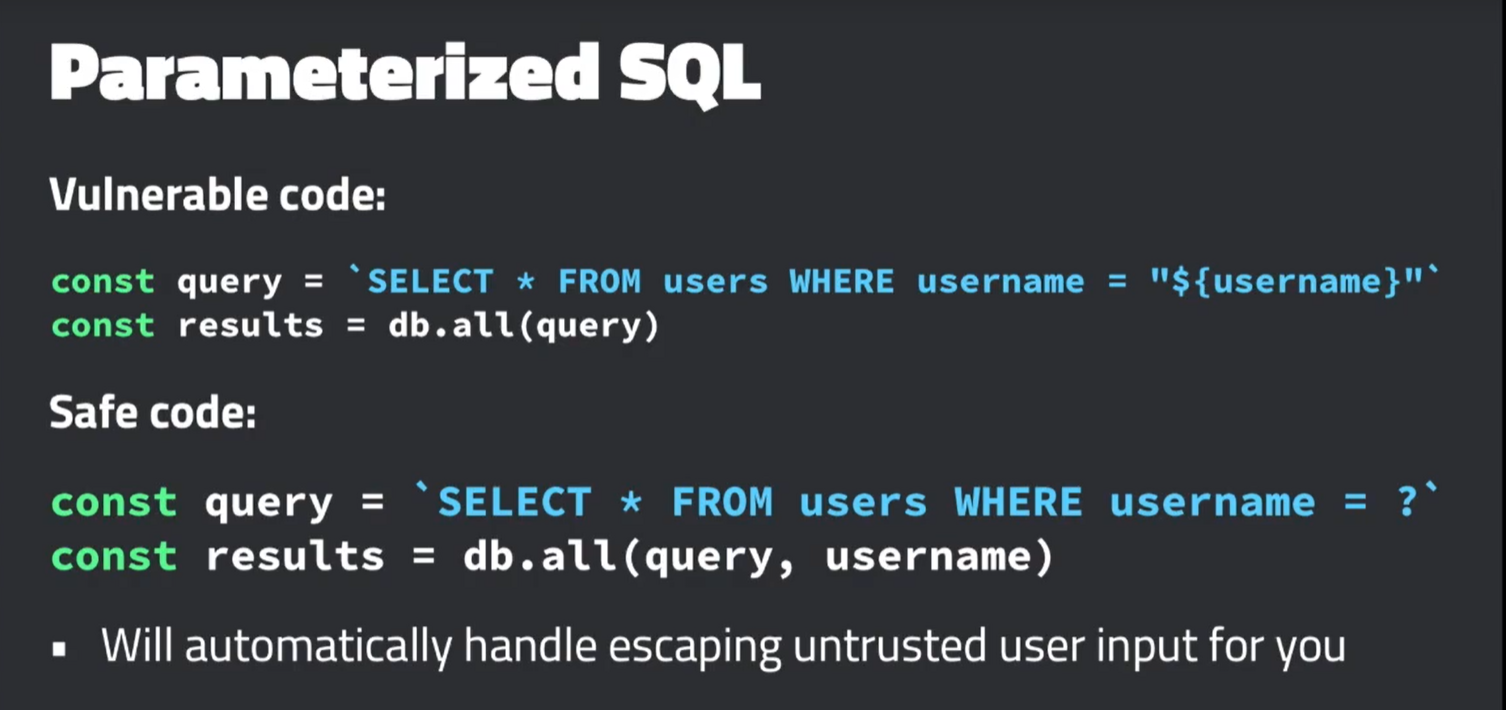 Parameterized SQL
Vulnerable code:
const query = `SELECT * FROM users WHERE username = "${username}"`
const results = db.all(query)
Safe code:
const query = `SELECT * FROM users WHERE username = ?`
const results = db.all(query, username)
▪ Will automatically handle escaping untrusted user input for you